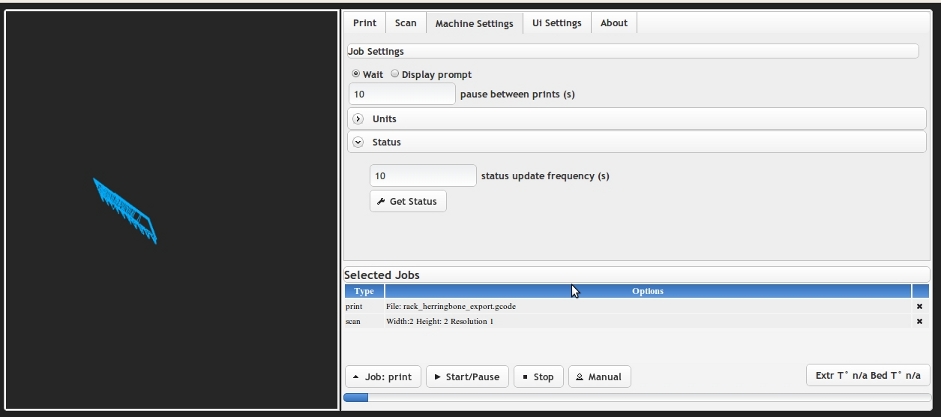 Print Scan Machine Settings Ui Settings About
Job Settings
Wait Display prompt
10 pause between prints (s)
Units
Status
10 status update frequency (s)
Get Status
Selected Jobs
Type Options
print File: rack_herringbone_export.gcode
scan Width:2 Height: 2 Resolution 1
Job: print Start/Pause Stop Manual Extr T° n/a Bed T° n/a